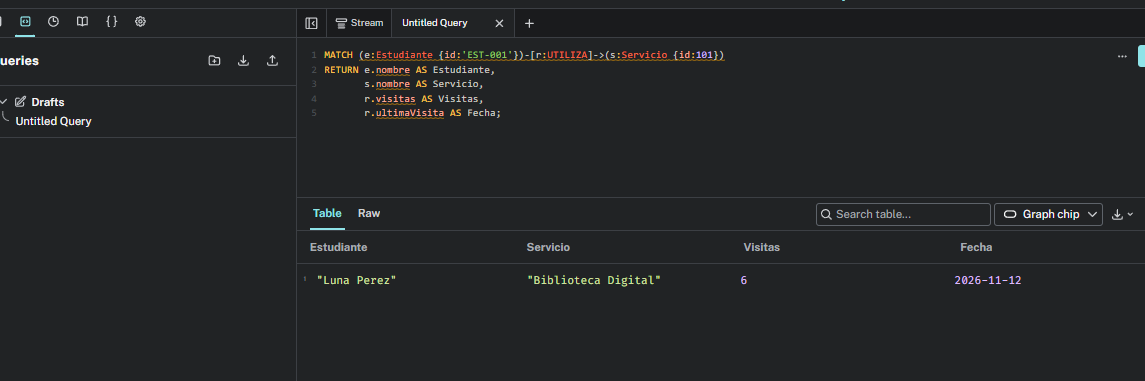 Stream
Untitled Query
ueries
Drafts
Untitled Query
1 MATCH (e:Estudiante {id:'EST-001'})-[r:UTILIZA]->(s:Servicio {id:101})
2 RETURN e.nombre AS Estudiante,
3 s.nombre AS Servicio,
4 r.visitas AS Visitas,
5 r.ultimaVisita AS Fecha;
Table Raw
Search table...
Graph chip
Estudiante Servicio Visitas Fecha
1 "Luna Perez" "Biblioteca Digital" 6 2026-11-12